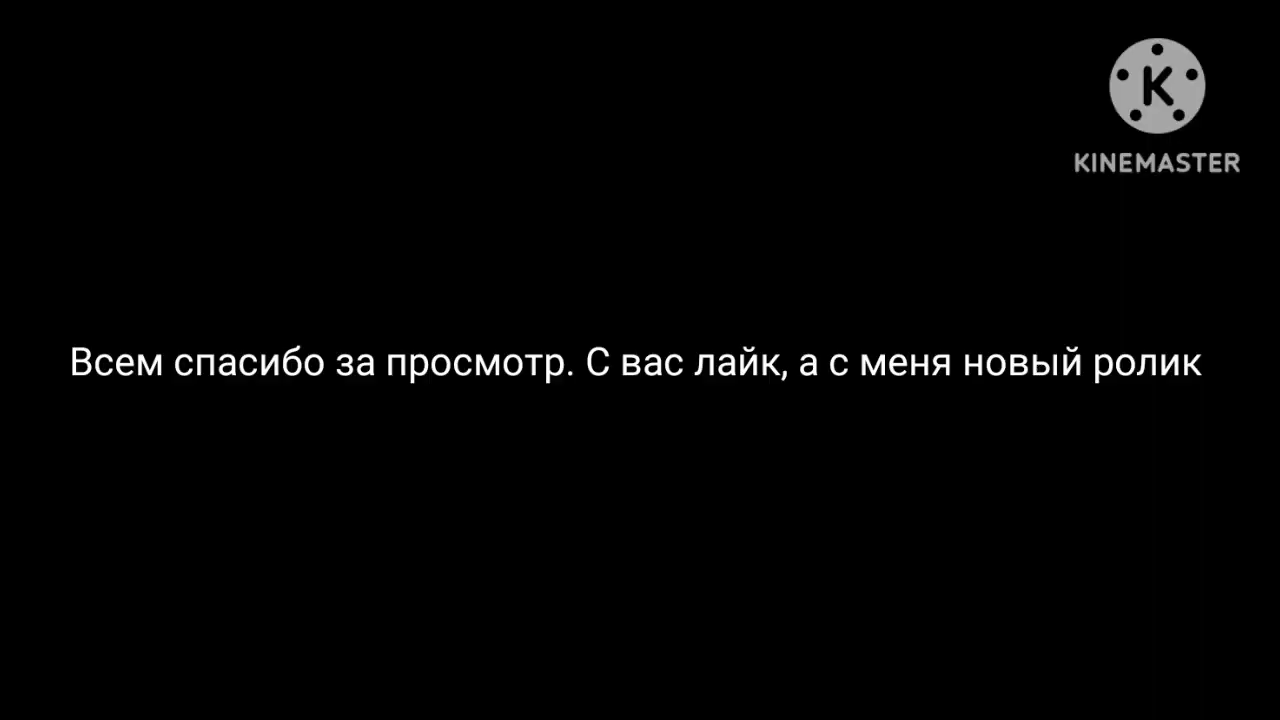 K
KINEMASTER
Всем спасибо за просмотр. С вас лайк, а с меня новый ролик